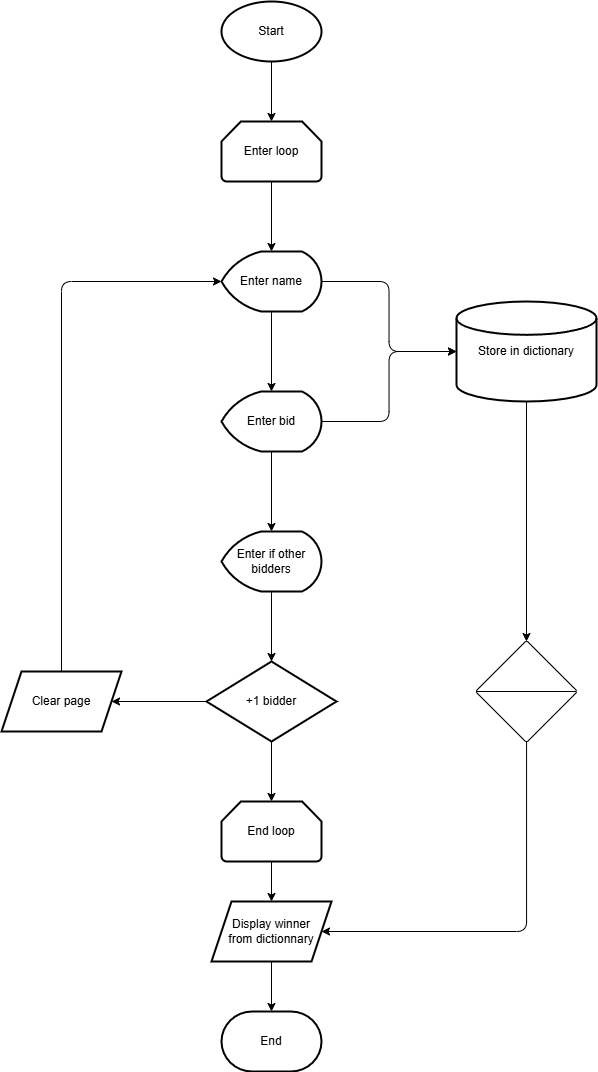 Start
Enter loop
Enter name
Store in dictionary
Enter bid
Enter if other
bidders
Clear page
+1 bidder
End loop
Display winner
from dictionnary
End